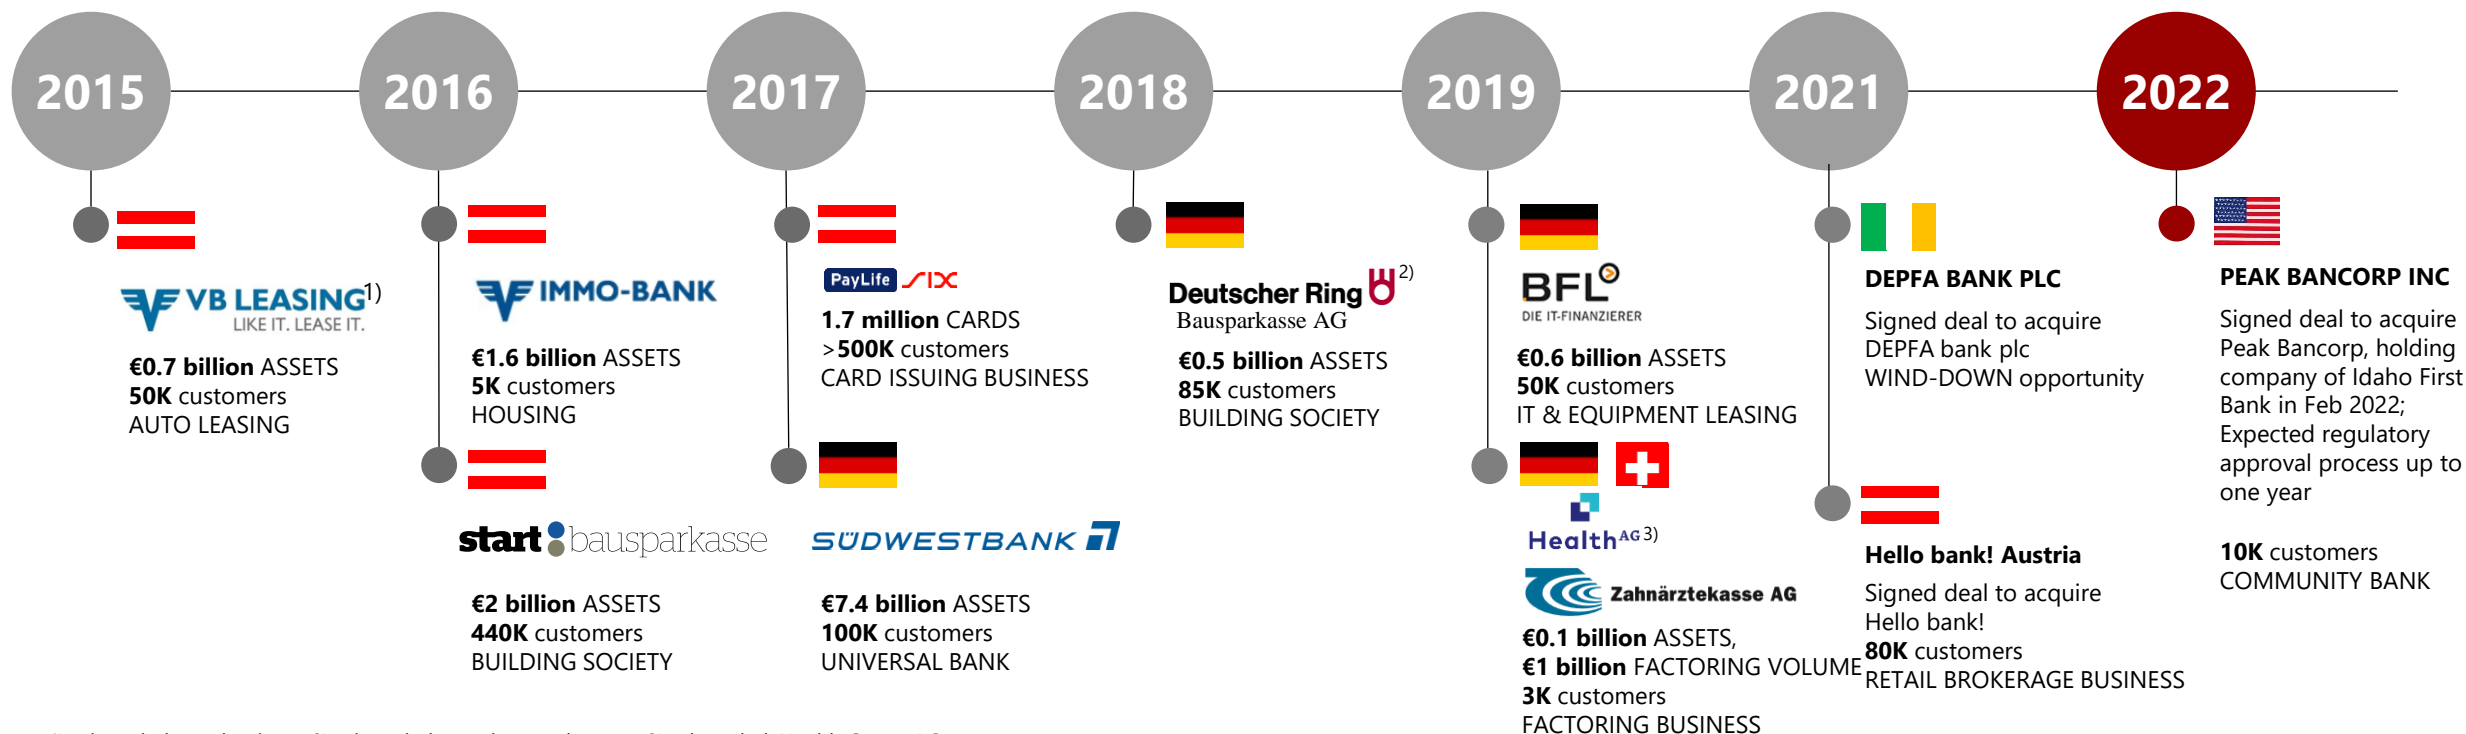 2015
2016
2017
2018
2019
2021
2022
VB LEASING1)
LIKE IT. LEASE IT.
€0.7 billion ASSETS
50K customers
AUTO LEASING
IMMO-BANK
€1.6 billion ASSETS
5K customers
HOUSING
start:bausparkasse
€2 billion ASSETS
440K customers
BUILDING SOCIETY
PayLife SIX
1.7 million CARDS
>500K customers
CARD ISSUING BUSINESS
SÜDWESTBANK
€7.4 billion ASSETS
100K customers
UNIVERSAL BANK
Deutscher Ring 2)
Bausparkasse AG
€0.5 billion ASSETS
85K customers
BUILDING SOCIETY
BFL
DIE IT-FINANZIERER
€0.6 billion ASSETS
50K customers
IT & EQUIPMENT LEASING
Health AG 3)
Zahnärztekasse AG
€0.1 billion ASSETS,
€1 billion FACTORING VOLUME
3K customers
FACTORING BUSINESS
DEPFA BANK PLC
Signed deal to acquire
DEPFA bank plc
WIND-DOWN opportunity
Hello bank! Austria
Signed deal to acquire
Hello bank!
80K customers
RETAIL BROKERAGE BUSINESS
PEAK BANCORP INC
Signed deal to acquire
Peak Bancorp, holding
company of Idaho First
Bank in Feb 2022;
Expected regulatory
approval process up to
one year
10K customers
COMMUNITY BANK